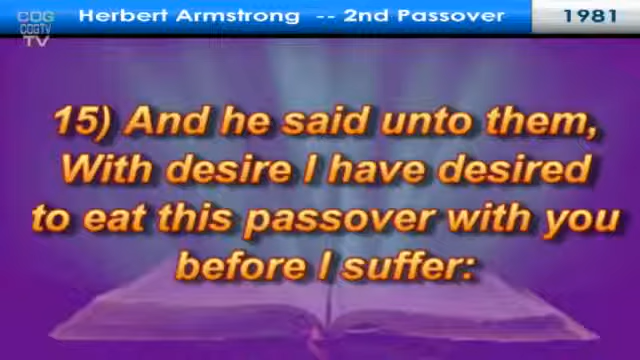 Herbert Armstrong -- 2nd Passover
1981
CDG
CDGTV
TV
15) And he said unto them,
With desire I have desired
to eat this passover with you
before I suffer: